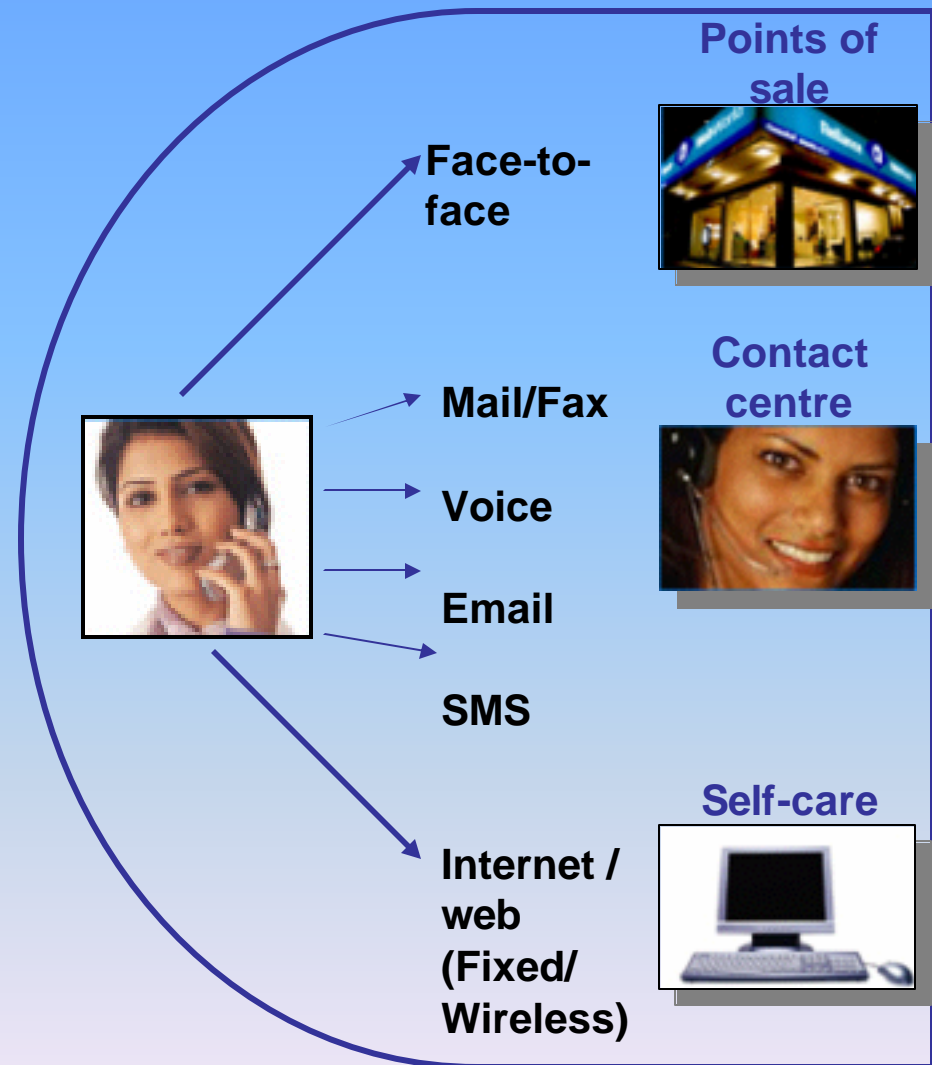 Points of
sale
Face-to-
face
Contact
centre
Mail/Fax
Voice
Email
SMS
Self-care
Internet /
web
(Fixed/
Wireless)